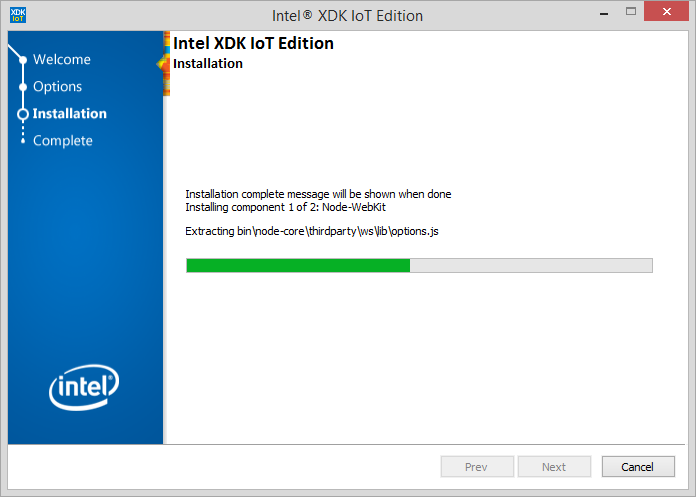 XDK
IoT
Intel® XDK IoT Edition
Welcome
Options
Installation
Complete
intel
Intel XDK IoT Edition
Installation
Installation complete message will be shown when done
Installing component 1 of 2: Node-WebKit
Extracting bin\node-core\thirdparty\ws\lib\options.js
Prev
Next
Cancel